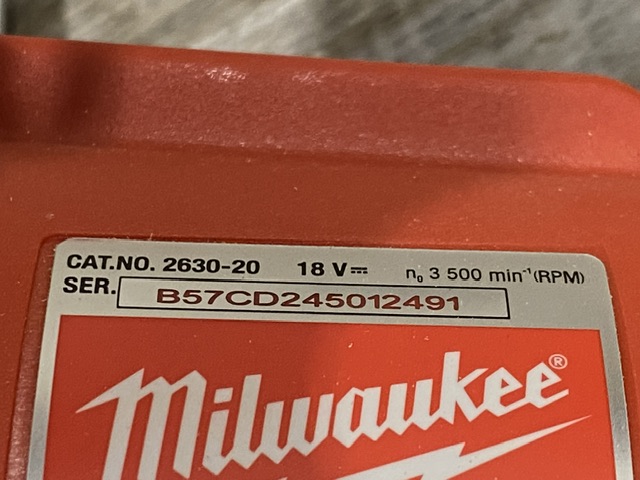 CAT.NO. 2630-20 18 V⎓ n₀ 3 500 min⁻¹(RPM)
SER. B57CD245012491
Milwaukee®